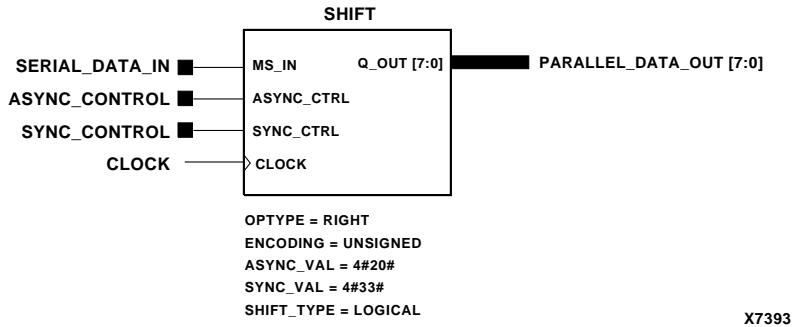 SHIFT
SERIAL_DATA_IN MS_IN Q_OUT [7:0] PARALLEL_DATA_OUT [7:0]
ASYNC_CONTROL ASYNC_CTRL
SYNC_CONTROL SYNC_CTRL
CLOCK CLOCK
OPTYPE = RIGHT
ENCODING = UNSIGNED
ASYNC_VAL = 4#20#
SYNC_VAL = 4#33#
SHIFT_TYPE = LOGICAL
X7393